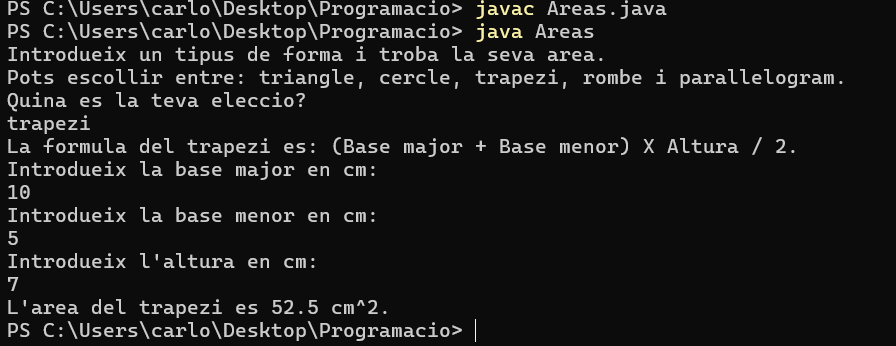 PS C:\Users\carlo\Desktop\Programacio> javac Areas.java
PS C:\Users\carlo\Desktop\Programacio> java Areas
Introdueix un tipus de forma i troba la seva area.
Pots escollir entre: triangle, cercle, trapezi, rombe i parallelogram.
Quina es la teva eleccio?
trapezi
La formula del trapezi es: (Base major + Base menor) X Altura / 2.
Introdueix la base major en cm:
10
Introdueix la base menor en cm:
5
Introdueix l'altura en cm:
7
L'area del trapezi es 52.5 cm^2.
PS C:\Users\carlo\Desktop\Programacio>